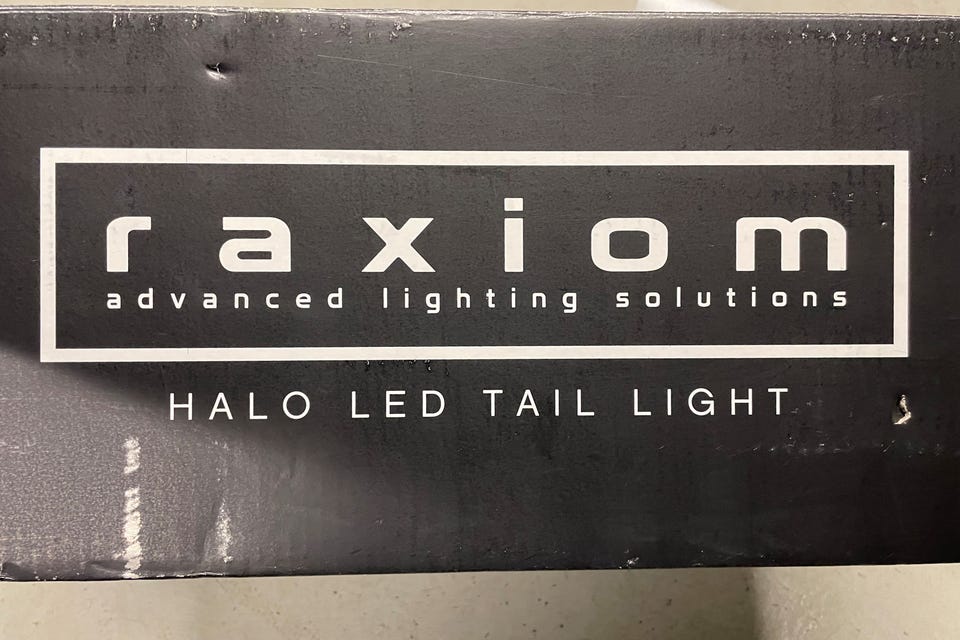 raxiom
advanced lighting solutions
HALO LED TAIL LIGHT